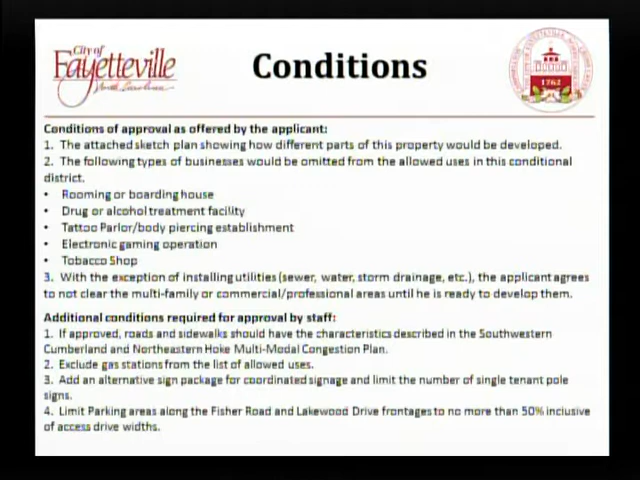 City of
Fayetteville
North Carolina
Conditions
1762
Conditions of approval as offered by the applicant:
1. The attached sketch plan showing how different parts of this property would be developed.
2. The following types of businesses would be omitted from the allowed uses in this conditional
district.
• Rooming or boarding house
• Drug or alcohol treatment facility
• Tattoo Parlor/body piercing establishment
• Electronic gaming operation
• Tobacco Shop
3. With the exception of installing utilities (sewer, water, storm drainage, etc.), the applicant agrees
to not clear the multi-family or commercial/professional areas until he is ready to develop them.
Additional conditions required for approval by staff:
1. If approved, roads and sidewalks should have the characteristics described in the Southwestern
Cumberland and Northeastern Hoke Multi-Modal Congestion Plan.
2. Exclude gas stations from the list of allowed uses.
3. Add an alternative sign package for coordinated signage and limit the number of single tenant pole
signs.
4. Limit Parking areas along the Fisher Road and Lakewood Drive frontages to no more than 50% inclusive
of access drive widths.